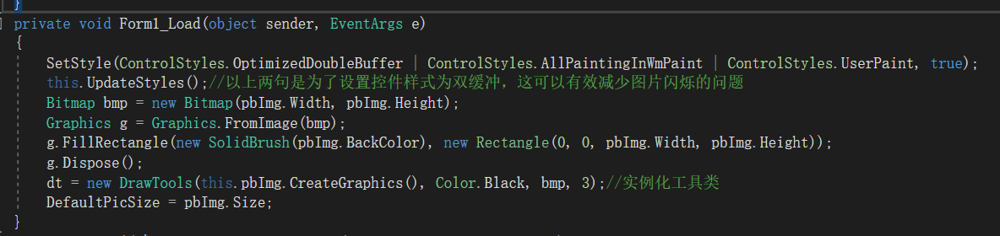 }
private void Form1_Load(object sender, EventArgs e)
{
SetStyle(ControlStyles.OptimizedDoubleBuffer | ControlStyles.AllPaintingInWmPaint | ControlStyles.UserPaint, true);
this.UpdateStyles();//以上两句是为了设置控件样式为双缓冲，这可以有效减少图片闪烁的问题
Bitmap bmp = new Bitmap(pbImg.Width, pbImg.Height);
Graphics g = Graphics.FromImage(bmp);
g.FillRectangle(new SolidBrush(pbImg.BackColor), new Rectangle(0, 0, pbImg.Width, pbImg.Height));
g.Dispose();
dt = new DrawTools(this.pbImg.CreateGraphics(), Color.Black, bmp, 3);//实例化工具类
DefaultPicSize = pbImg.Size;
}